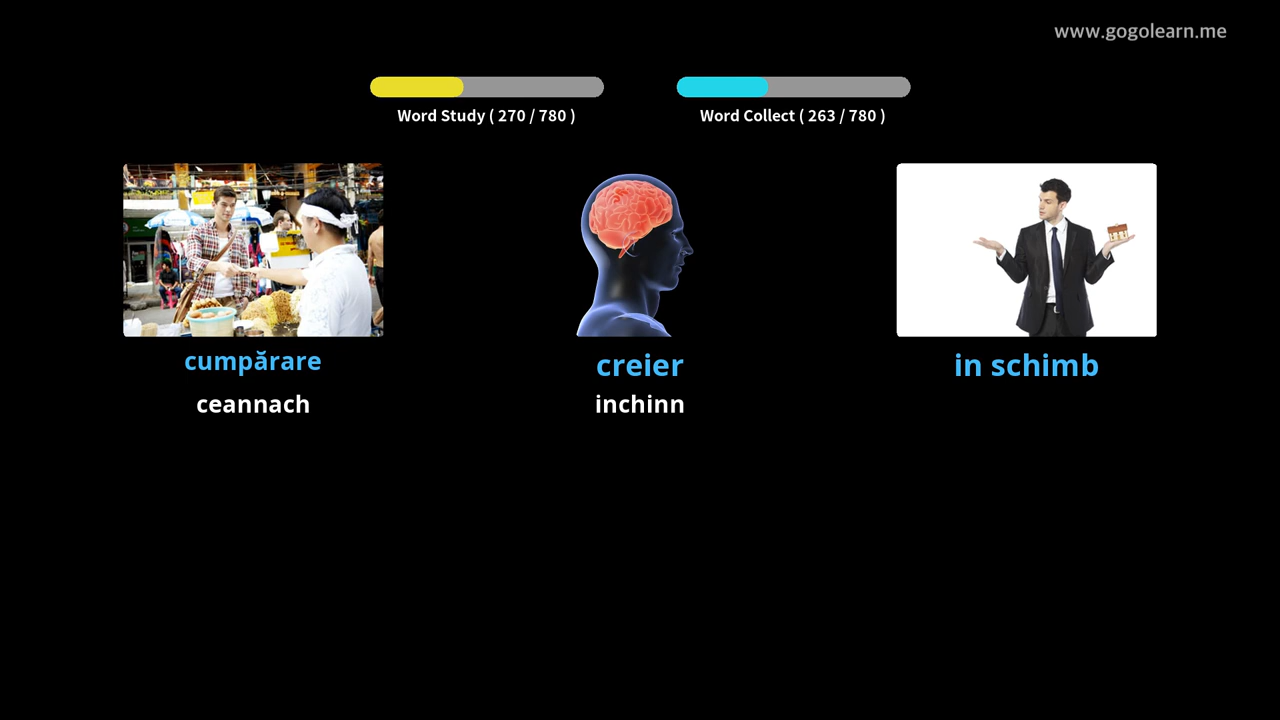 www.gogolearn.me
Word Study ( 270 / 780 )
Word Collect ( 263 / 780 )
cumpărare
creier
in schimb
ceannach
inchinn